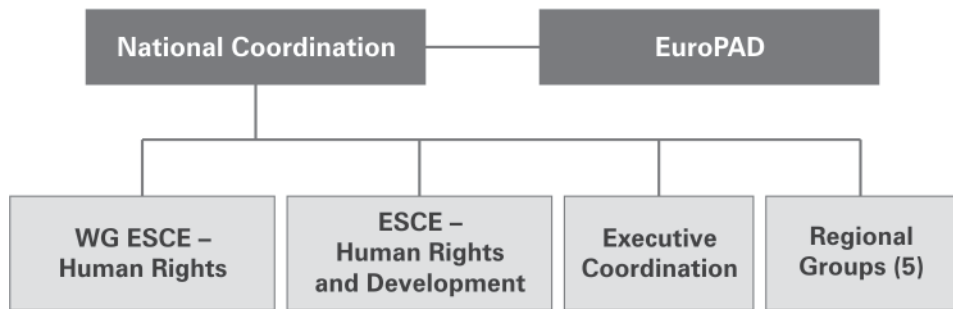 National Coordination
EuroPAD
WG ESCE –
Human Rights
ESCE –
Human Rights
and Development
Executive
Coordination
Regional
Groups (5)